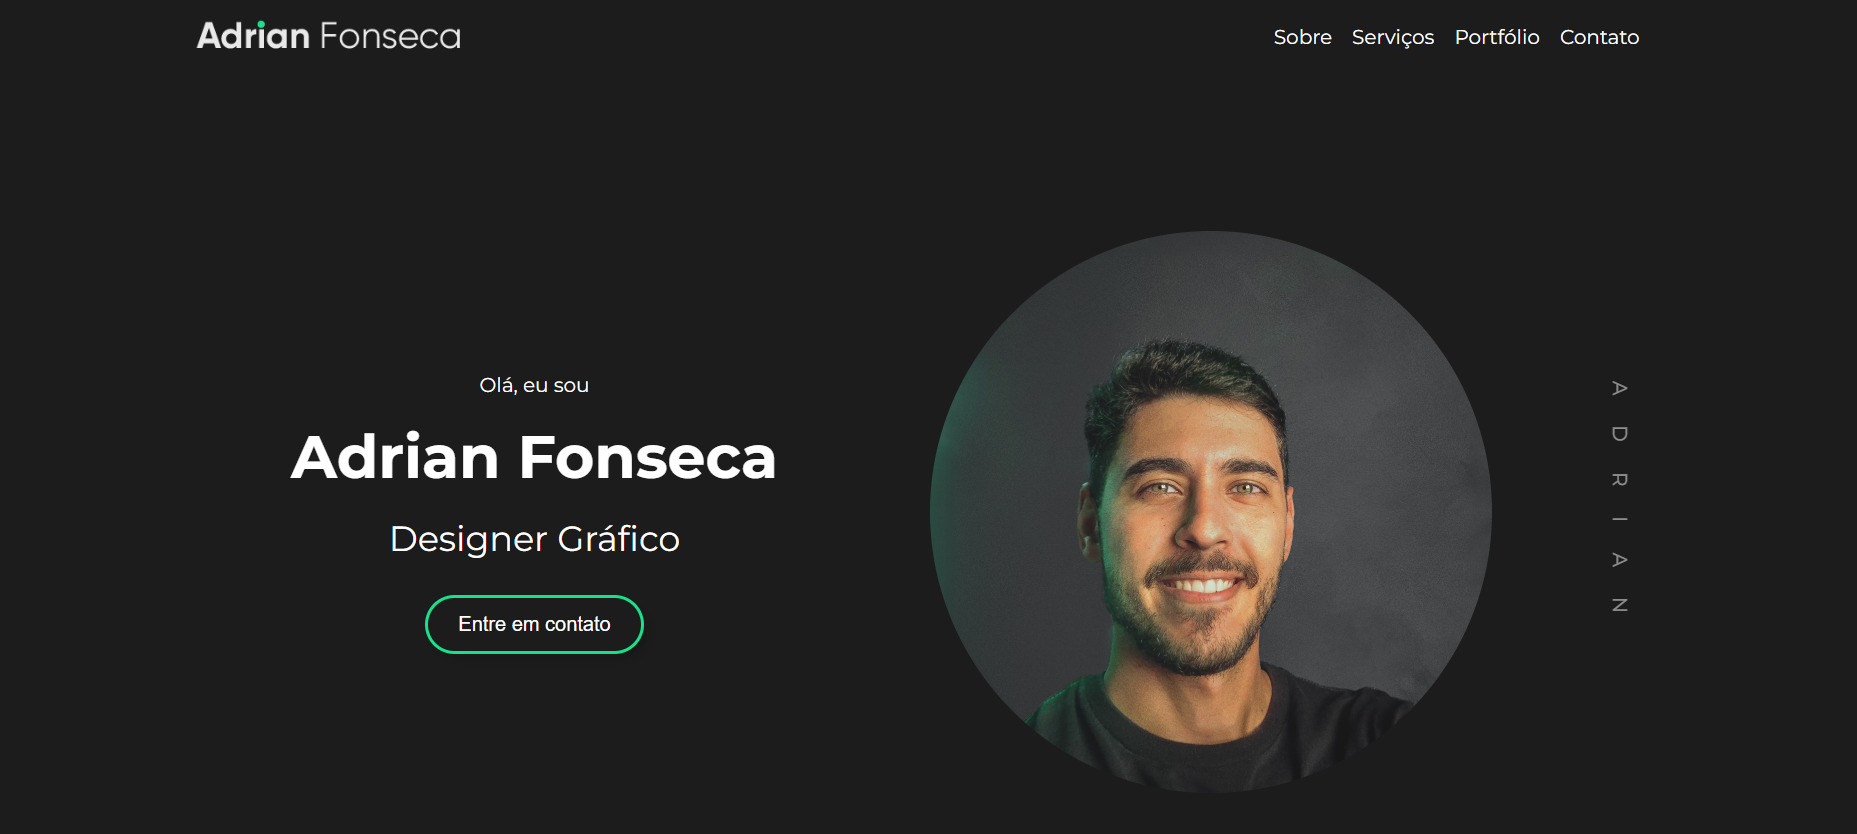 Adrian Fonseca
Sobre Serviços Portfólio Contato
Olá, eu sou
Adrian Fonseca
Designer Gráfico
Entre em contato
ADRIAN